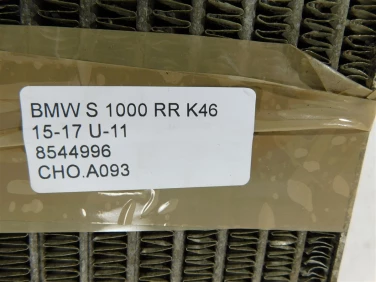 BMW S 1000 RR K46
15-17 U-11
8544996
CHO.A093